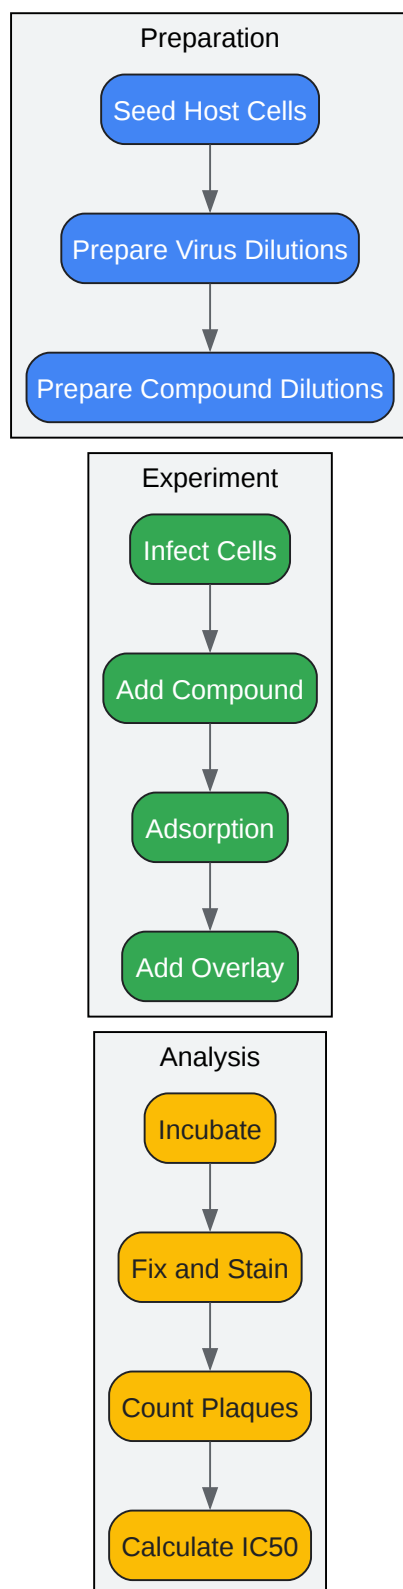 Preparation
Seed Host Cells
Prepare Virus Dilutions
Prepare Compound Dilutions
Experiment
Infect Cells
Add Compound
Adsorption
Add Overlay
Analysis
Incubate
Fix and Stain
Count Plaques
Calculate IC50